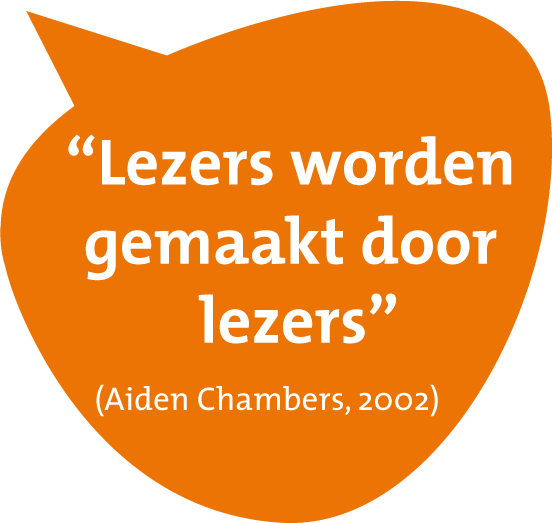 “Lezers worden
gemaakt door
lezers”
(Aiden Chambers, 2002)